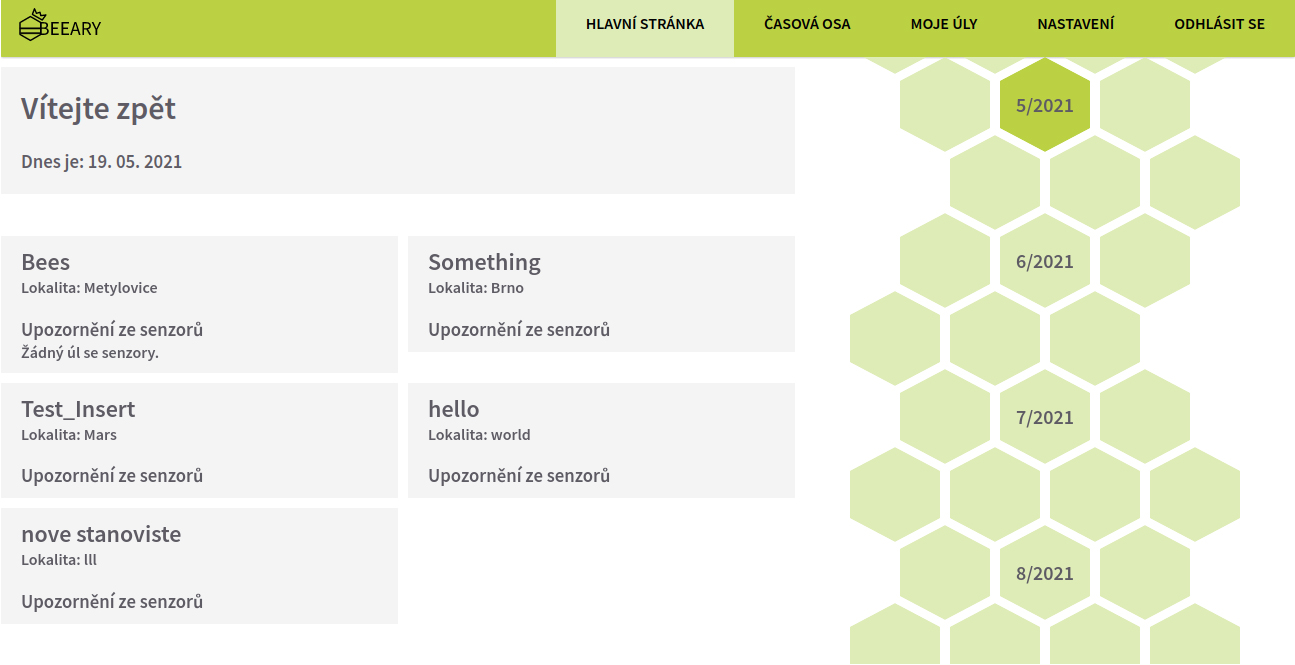 BEEARY
HLAVNÍ STRÁNKA
ČASOVÁ OSA
MOJE ÚLY
NASTAVENÍ
ODHLÁSIT SE
Vítejte zpět
Dnes je: 19. 05. 2021
Bees
Lokalita: Metylovice
Upozornění ze senzorů
Žádný úl se senzory.
Something
Lokalita: Brno
Upozornění ze senzorů
Test_Insert
Lokalita: Mars
Upozornění ze senzorů
hello
Lokalita: world
Upozornění ze senzorů
nove stanoviste
Lokalita: lll
Upozornění ze senzorů
5/2021
6/2021
7/2021
8/2021